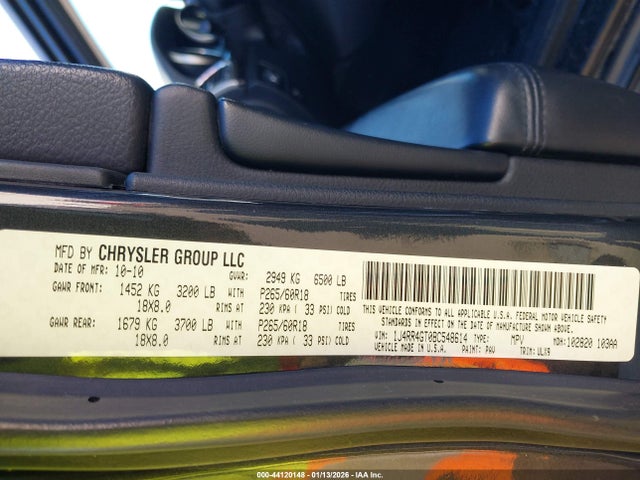 MFD BY CHRYSLER GROUP LLC
DATE OF MFR: 10-10 GVWR: 2949 KG 6500 LB
GAWR FRONT: 1452 KG 3200 LB WITH P265/60R18 TIRES
18X8.0 RIMS AT 230 KPA ( 33 PSI) COLD
GAWR REAR: 1679 KG 3700 LB WITH P265/60R18 TIRES
18X8.0 RIMS AT 230 KPA ( 33 PSI) COLD
THIS VEHICLE CONFORMS TO ALL APPLICABLE U.S.A. FEDERAL MOTOR VEHICLE SAFETY
STANDARDS IN EFFECT ON THE DATE OF MANUFACTURE SHOWN ABOVE.
VIN: 1J4RR4GT0BC548614 TYPE: MPV MDH: 102820 103AA
VEHICLE MADE IN U.S.A. PAINT: PAV TRIM: ULX9
000-44120148 - 01/13/2026 - IAA Inc.